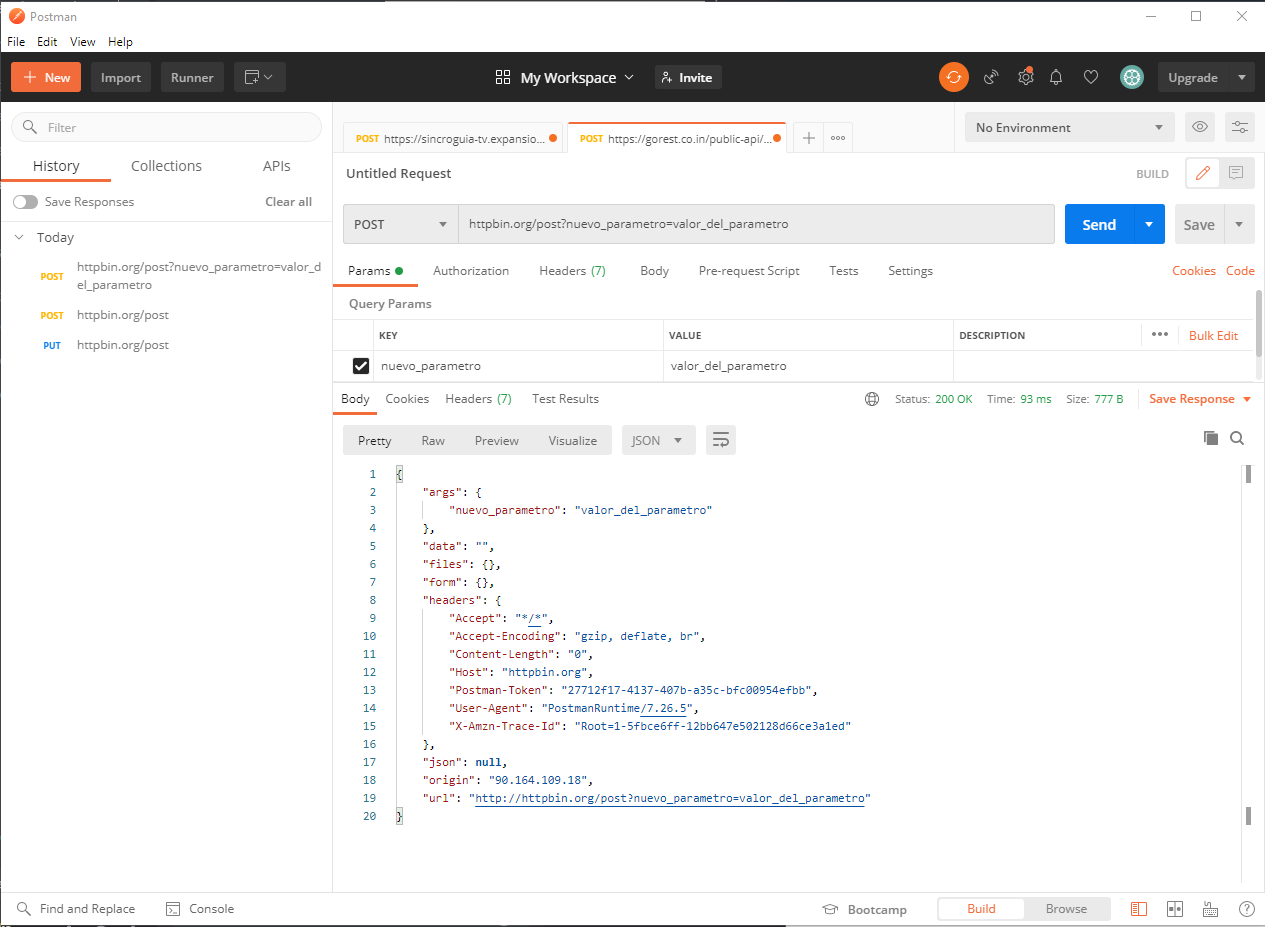 Postman
File Edit View Help
+ New Import Runner My Workspace Invite Upgrade
Filter
History Collections APIs
Save Responses Clear all
Today
POST httpbin.org/post?nuevo_parametro=valor_d
el_parametro
POST httpbin.org/post
PUT httpbin.org/post
POST https://sincroguia-tv.expansio... POST https://gorest.co.in/public-api/... + ooo No Environment
Untitled Request BUILD
POST httpbin.org/post?nuevo_parametro=valor_del_parametro Send Save
Params Authorization Headers (7) Body Pre-request Script Tests Settings Cookies Code
Query Params
KEY VALUE DESCRIPTION ••• Bulk Edit
nuevo_parametro valor_del_parametro
Body Cookies Headers (7) Test Results Status: 200 OK Time: 93 ms Size: 777 B Save Response
Pretty Raw Preview Visualize JSON
1 {
2 "args": {
3 "nuevo_parametro": "valor_del_parametro"
4 },
5 "data": "",
6 "files": {},
7 "form": {},
8 "headers": {
9 "Accept": "*/*",
10 "Accept-Encoding": "gzip, deflate, br",
11 "Content-Length": "0",
12 "Host": "httpbin.org",
13 "Postman-Token": "27712f17-4137-407b-a35c-bfc00954efbb",
14 "User-Agent": "PostmanRuntime/7.26.5",
15 "X-Amzn-Trace-Id": "Root=1-5fbce6ff-12bb647e502128d66ce3a1ed"
16 },
17 "json": null,
18 "origin": "90.164.109.18",
19 "url": "http://httpbin.org/post?nuevo_parametro=valor_del_parametro"
20 }
Find and Replace Console Bootcamp Build Browse